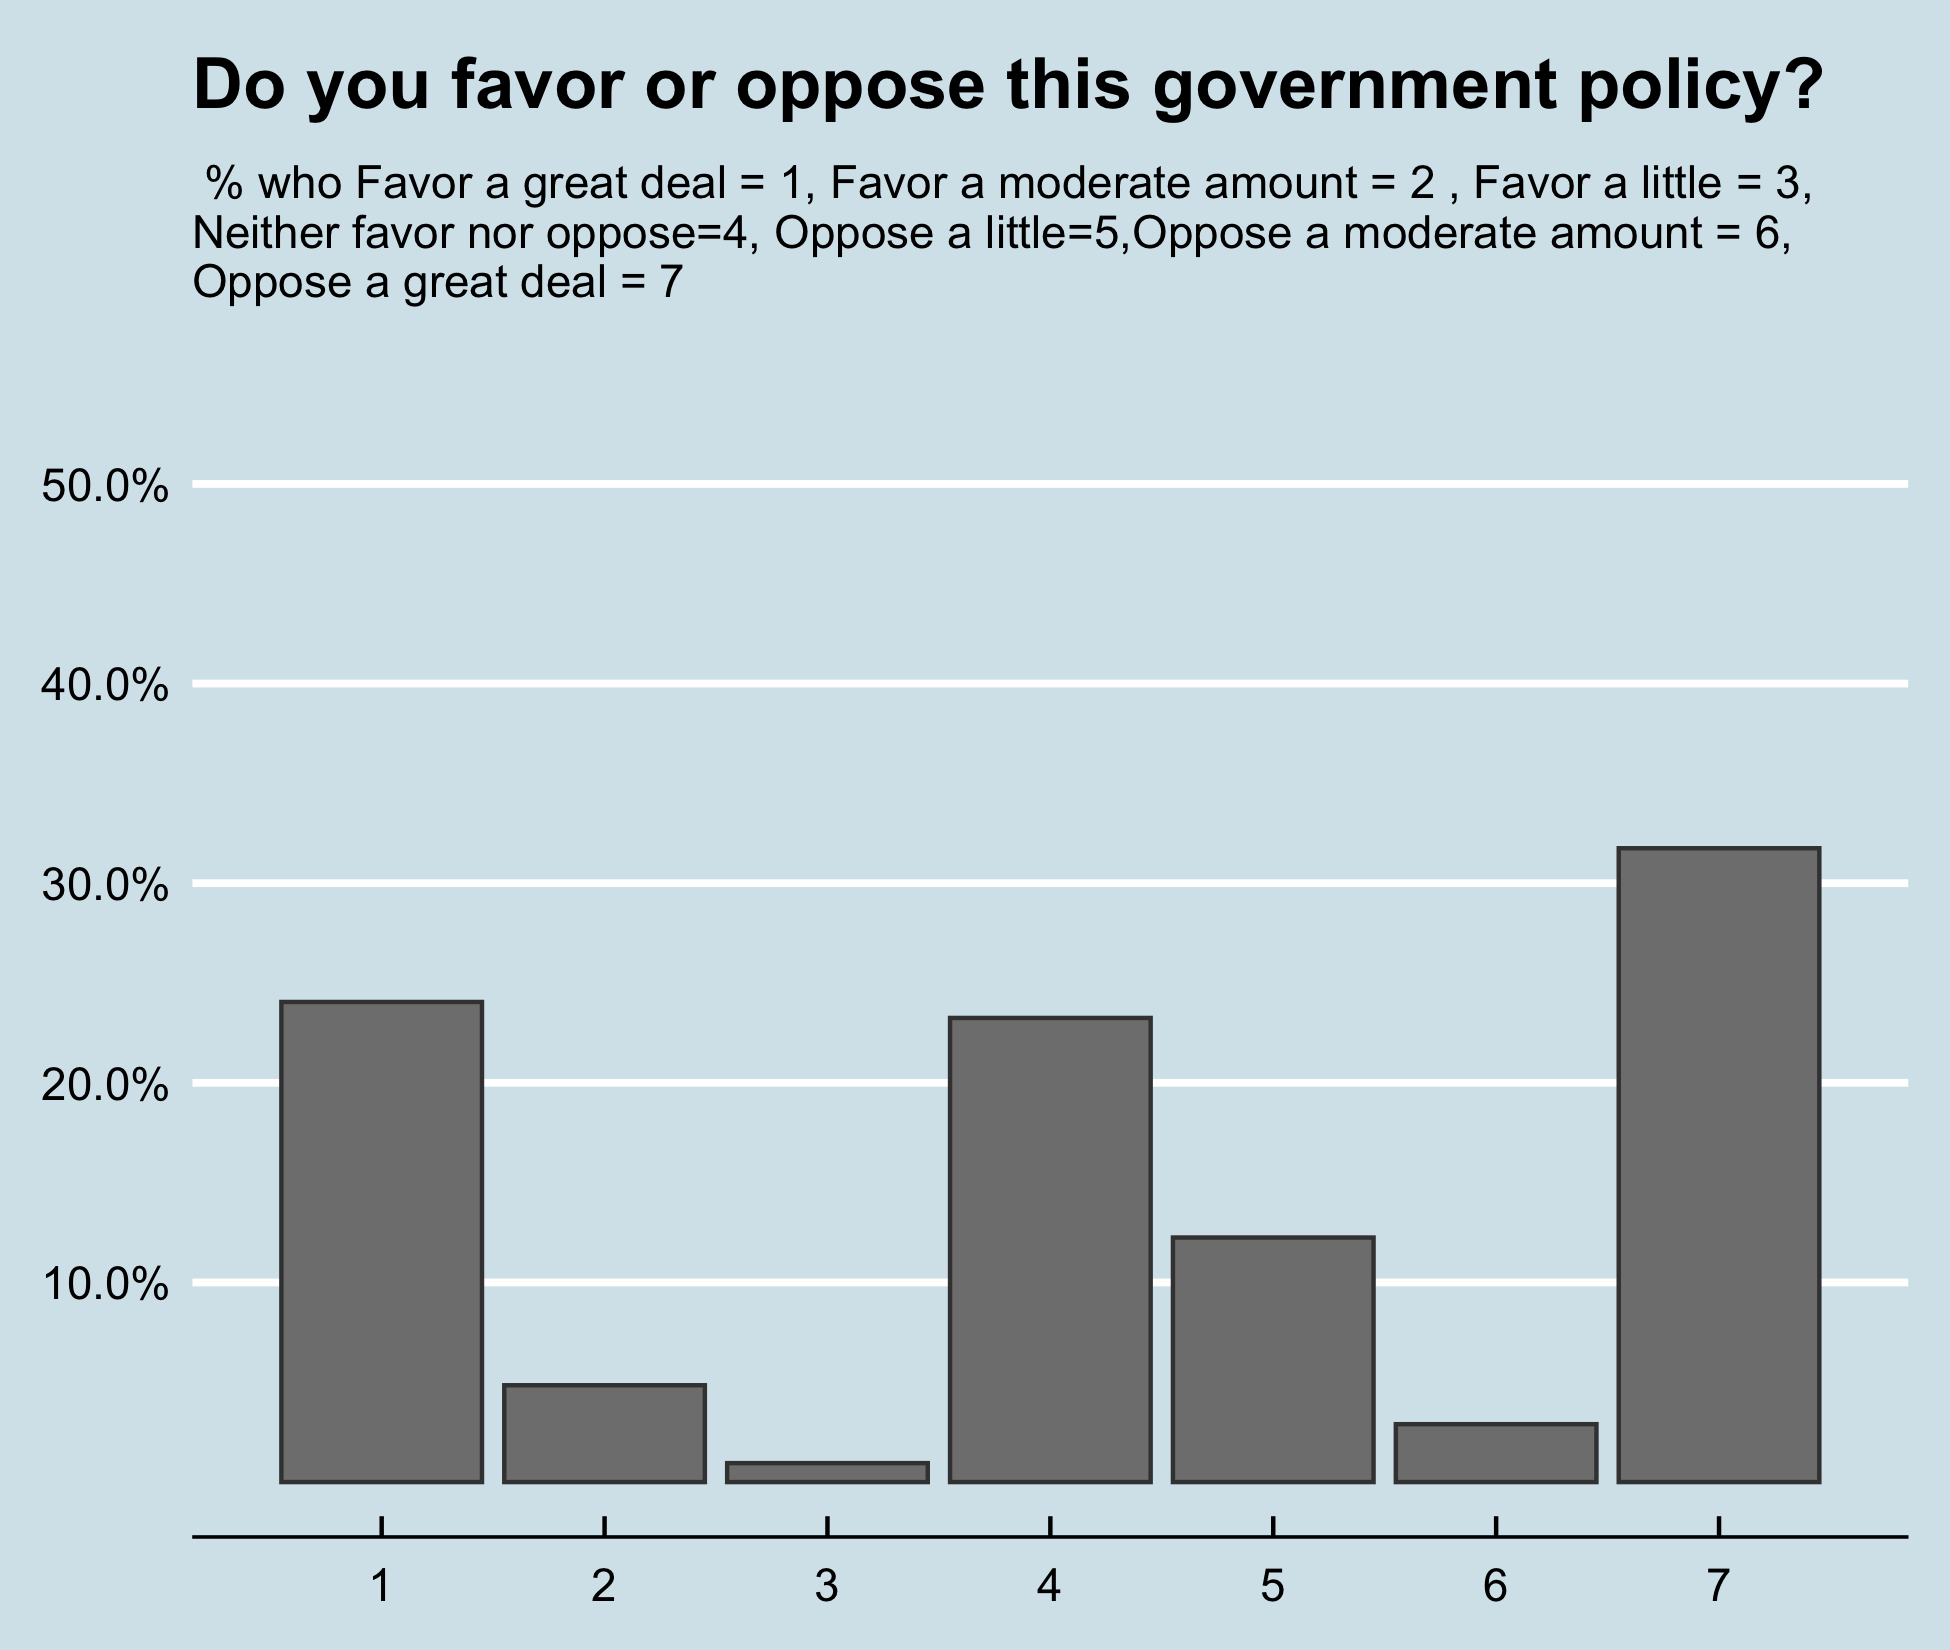 Do you favor or oppose this government policy?
% who Favor a great deal = 1, Favor a moderate amount = 2 , Favor a little = 3,
Neither favor nor oppose=4, Oppose a little=5,Oppose a moderate amount = 6,
Oppose a great deal = 7
50.0%
40.0%
30.0%
20.0%
10.0%
1 2 3 4 5 6 7